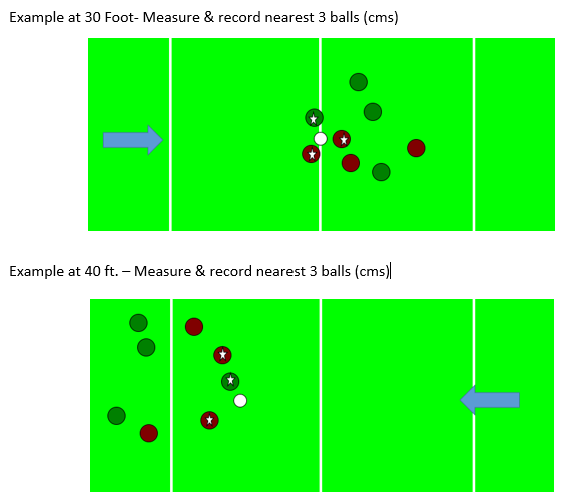 Example at 30 Foot- Measure & record nearest 3 balls (cms)
Example at 40 ft. – Measure & record nearest 3 balls (cms)